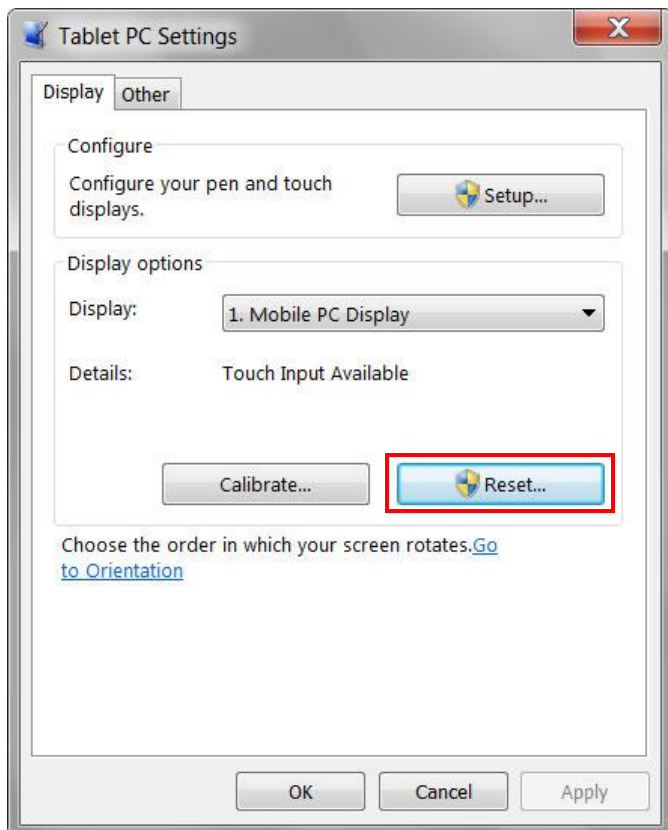 Tablet PC Settings
Display
Other
Configure
Configure your pen and touch
displays.
Setup...
Display options
Display:
1. Mobile PC Display
Details:
Touch Input Available
Calibrate...
Reset...
Choose the order in which your screen rotates.Go
to Orientation
OK
Cancel
Apply